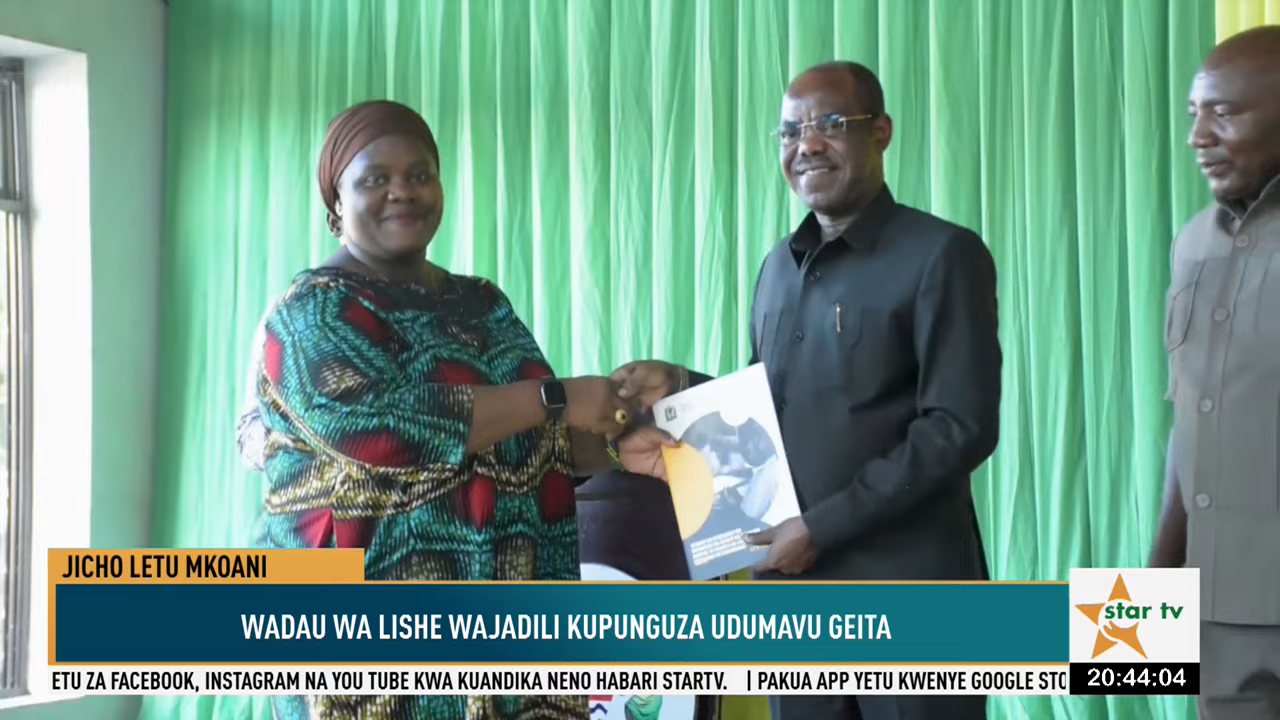 JICHO LETU MKOANI
WADAU WA LISHE WAJADILI KUPUNGUZA UDUMAVU GEITA
star tv
ETU ZA FACEBOOK, INSTAGRAM NA YOU TUBE KWA KUANDIKA NENO HABARI STARTV. | PAKUA APP YETU KWENYE GOOGLE STO
20:44:04